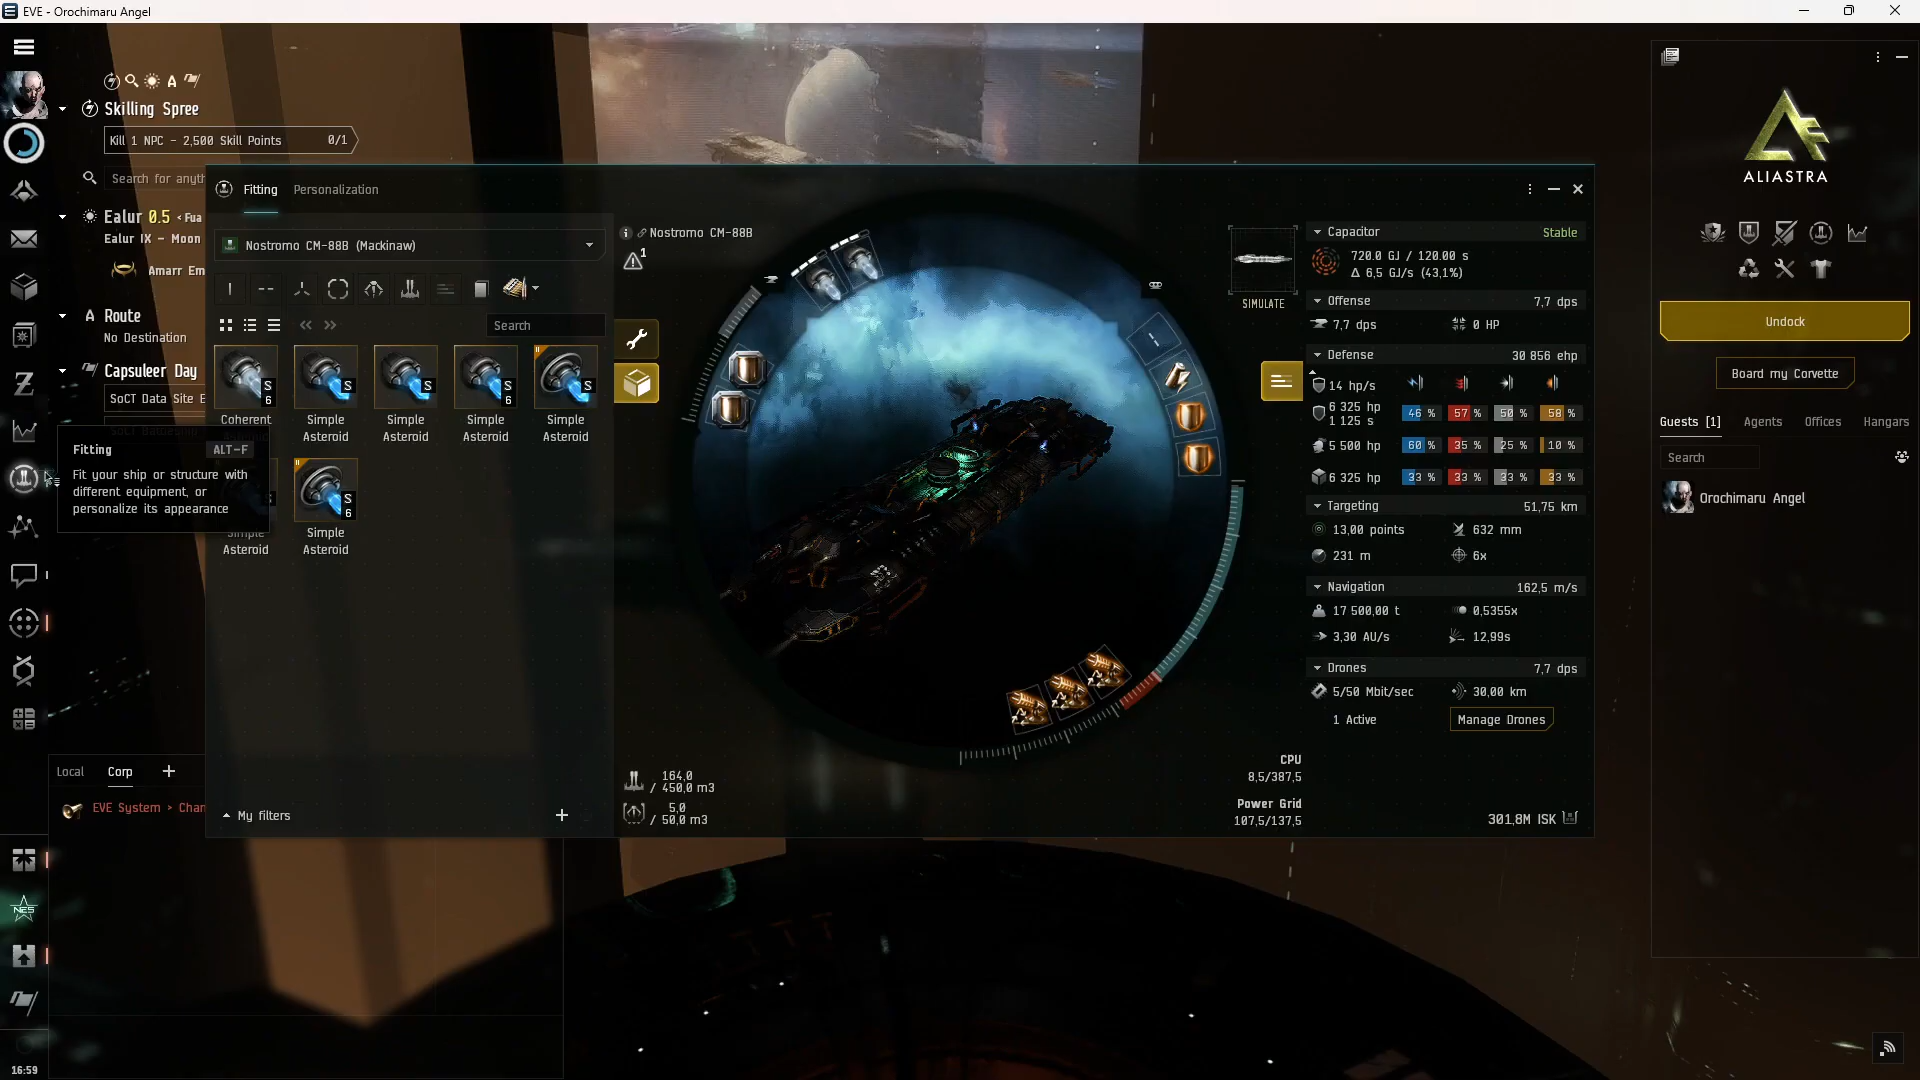 EVE - Orochimaru Angel
Skilling Spree
Kill 1 NPC - 2,500 Skill Points 0/1
Search for anyth
Ealur 0.5 < Fua
Ealur IX - Moon
Amarr Em
Route
No Destination
Capsuleer Day
SoCT Data Site E
Fitting ALT-F
Fit your ship or structure with
different equipment, or
personalize its appearance
Local Corp
EVE System > Chan
NES
16:59
Fitting Personalization
Nostromo CM-88B (Mackinaw)
Search
S
6
S
S
S
6
S
Coherent
Simple
Asteroid
Simple
Asteroid
Simple
Asteroid
Simple
Asteroid
S
6
Simple
Asteroid
Simple
Asteroid
My filters
Nostromo CM-88B
1
SIMULATE
164,0
/ 450,0 m3
5,0
/ 50,0 m3
CPU
8,5/387,5
Power Grid
107,5/137,5
Capacitor Stable
720.0 GJ / 120.00 s
Δ 6,5 GJ/s (43,1%)
Offense 7,7 dps
7,7 dps 0 HP
Defense 30 856 ehp
14 hp/s
6 325 hp
1 125 s
46 % 57 % 50 % 58 %
5 500 hp 60 % 35 % 25 % 10 %
6 325 hp 33 % 33 % 33 % 33 %
Targeting 51,75 km
13,00 points 632 mm
231 m 6x
Navigation 162,5 m/s
17 500,00 t 0,5355x
3,30 AU/s 12,99s
Drones 7,7 dps
5/50 Mbit/sec 30,00 km
1 Active Manage Drones
301,8M ISK
ALIASTRA
Undock
Board my Corvette
Guests [1] Agents Offices Hangars
Search
Orochimaru Angel